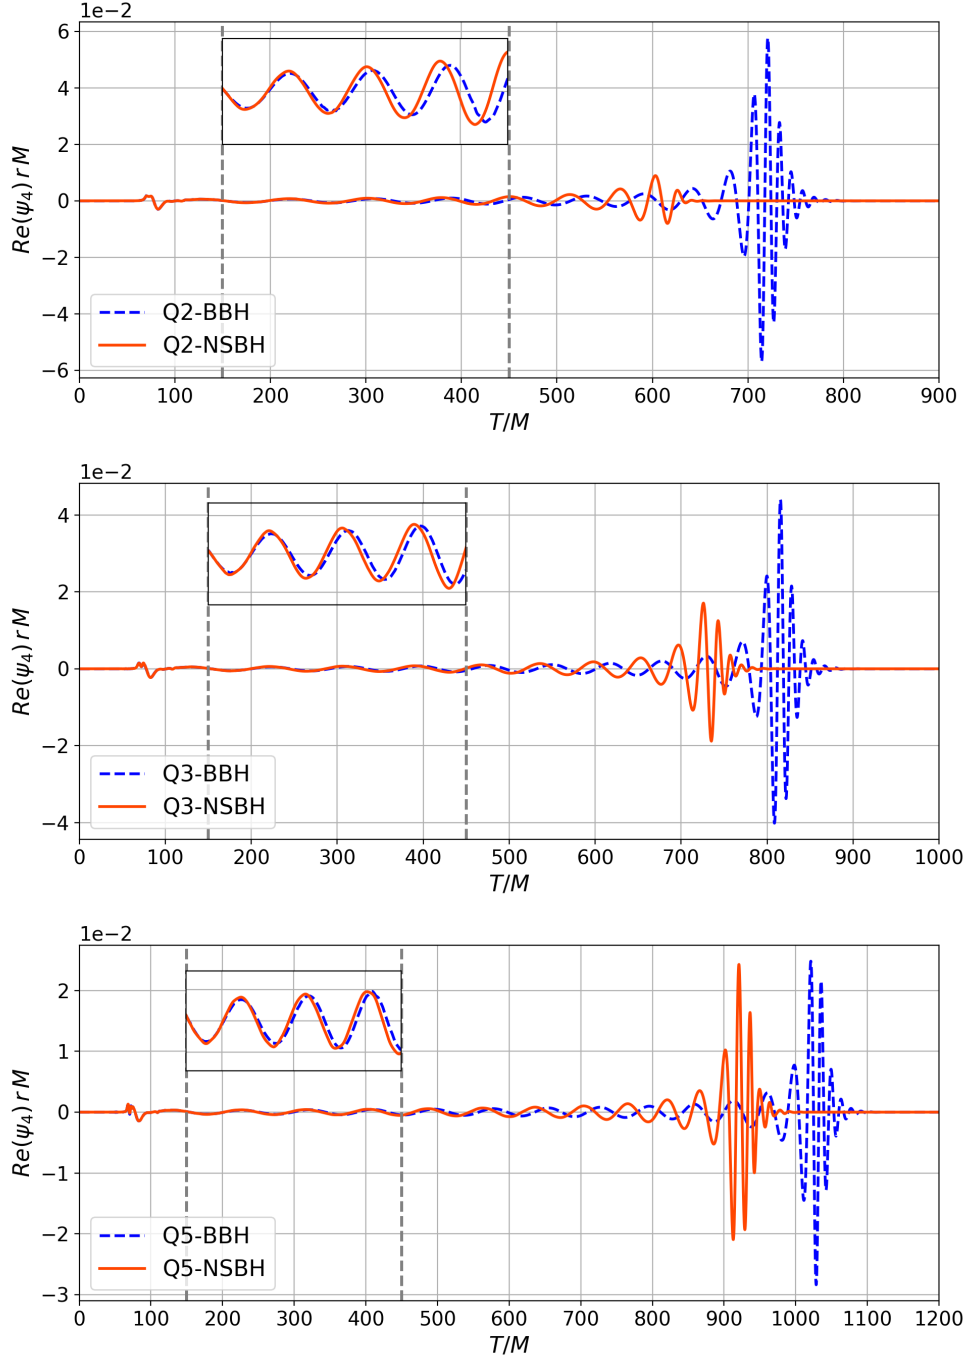 1e−2
6
4
2
0
−2
−4
−6
Re(ψ₄) r M
Q2-BBH
Q2-NSBH
0 100 200 300 400 500 600 700 800 900
T/M
1e−2
4
2
0
−2
−4
Re(ψ₄) r M
Q3-BBH
Q3-NSBH
0 100 200 300 400 500 600 700 800 900 1000
T/M
1e−2
2
1
0
−1
−2
−3
Re(ψ₄) r M
Q5-BBH
Q5-NSBH
0 100 200 300 400 500 600 700 800 900 1000 1100 1200
T/M